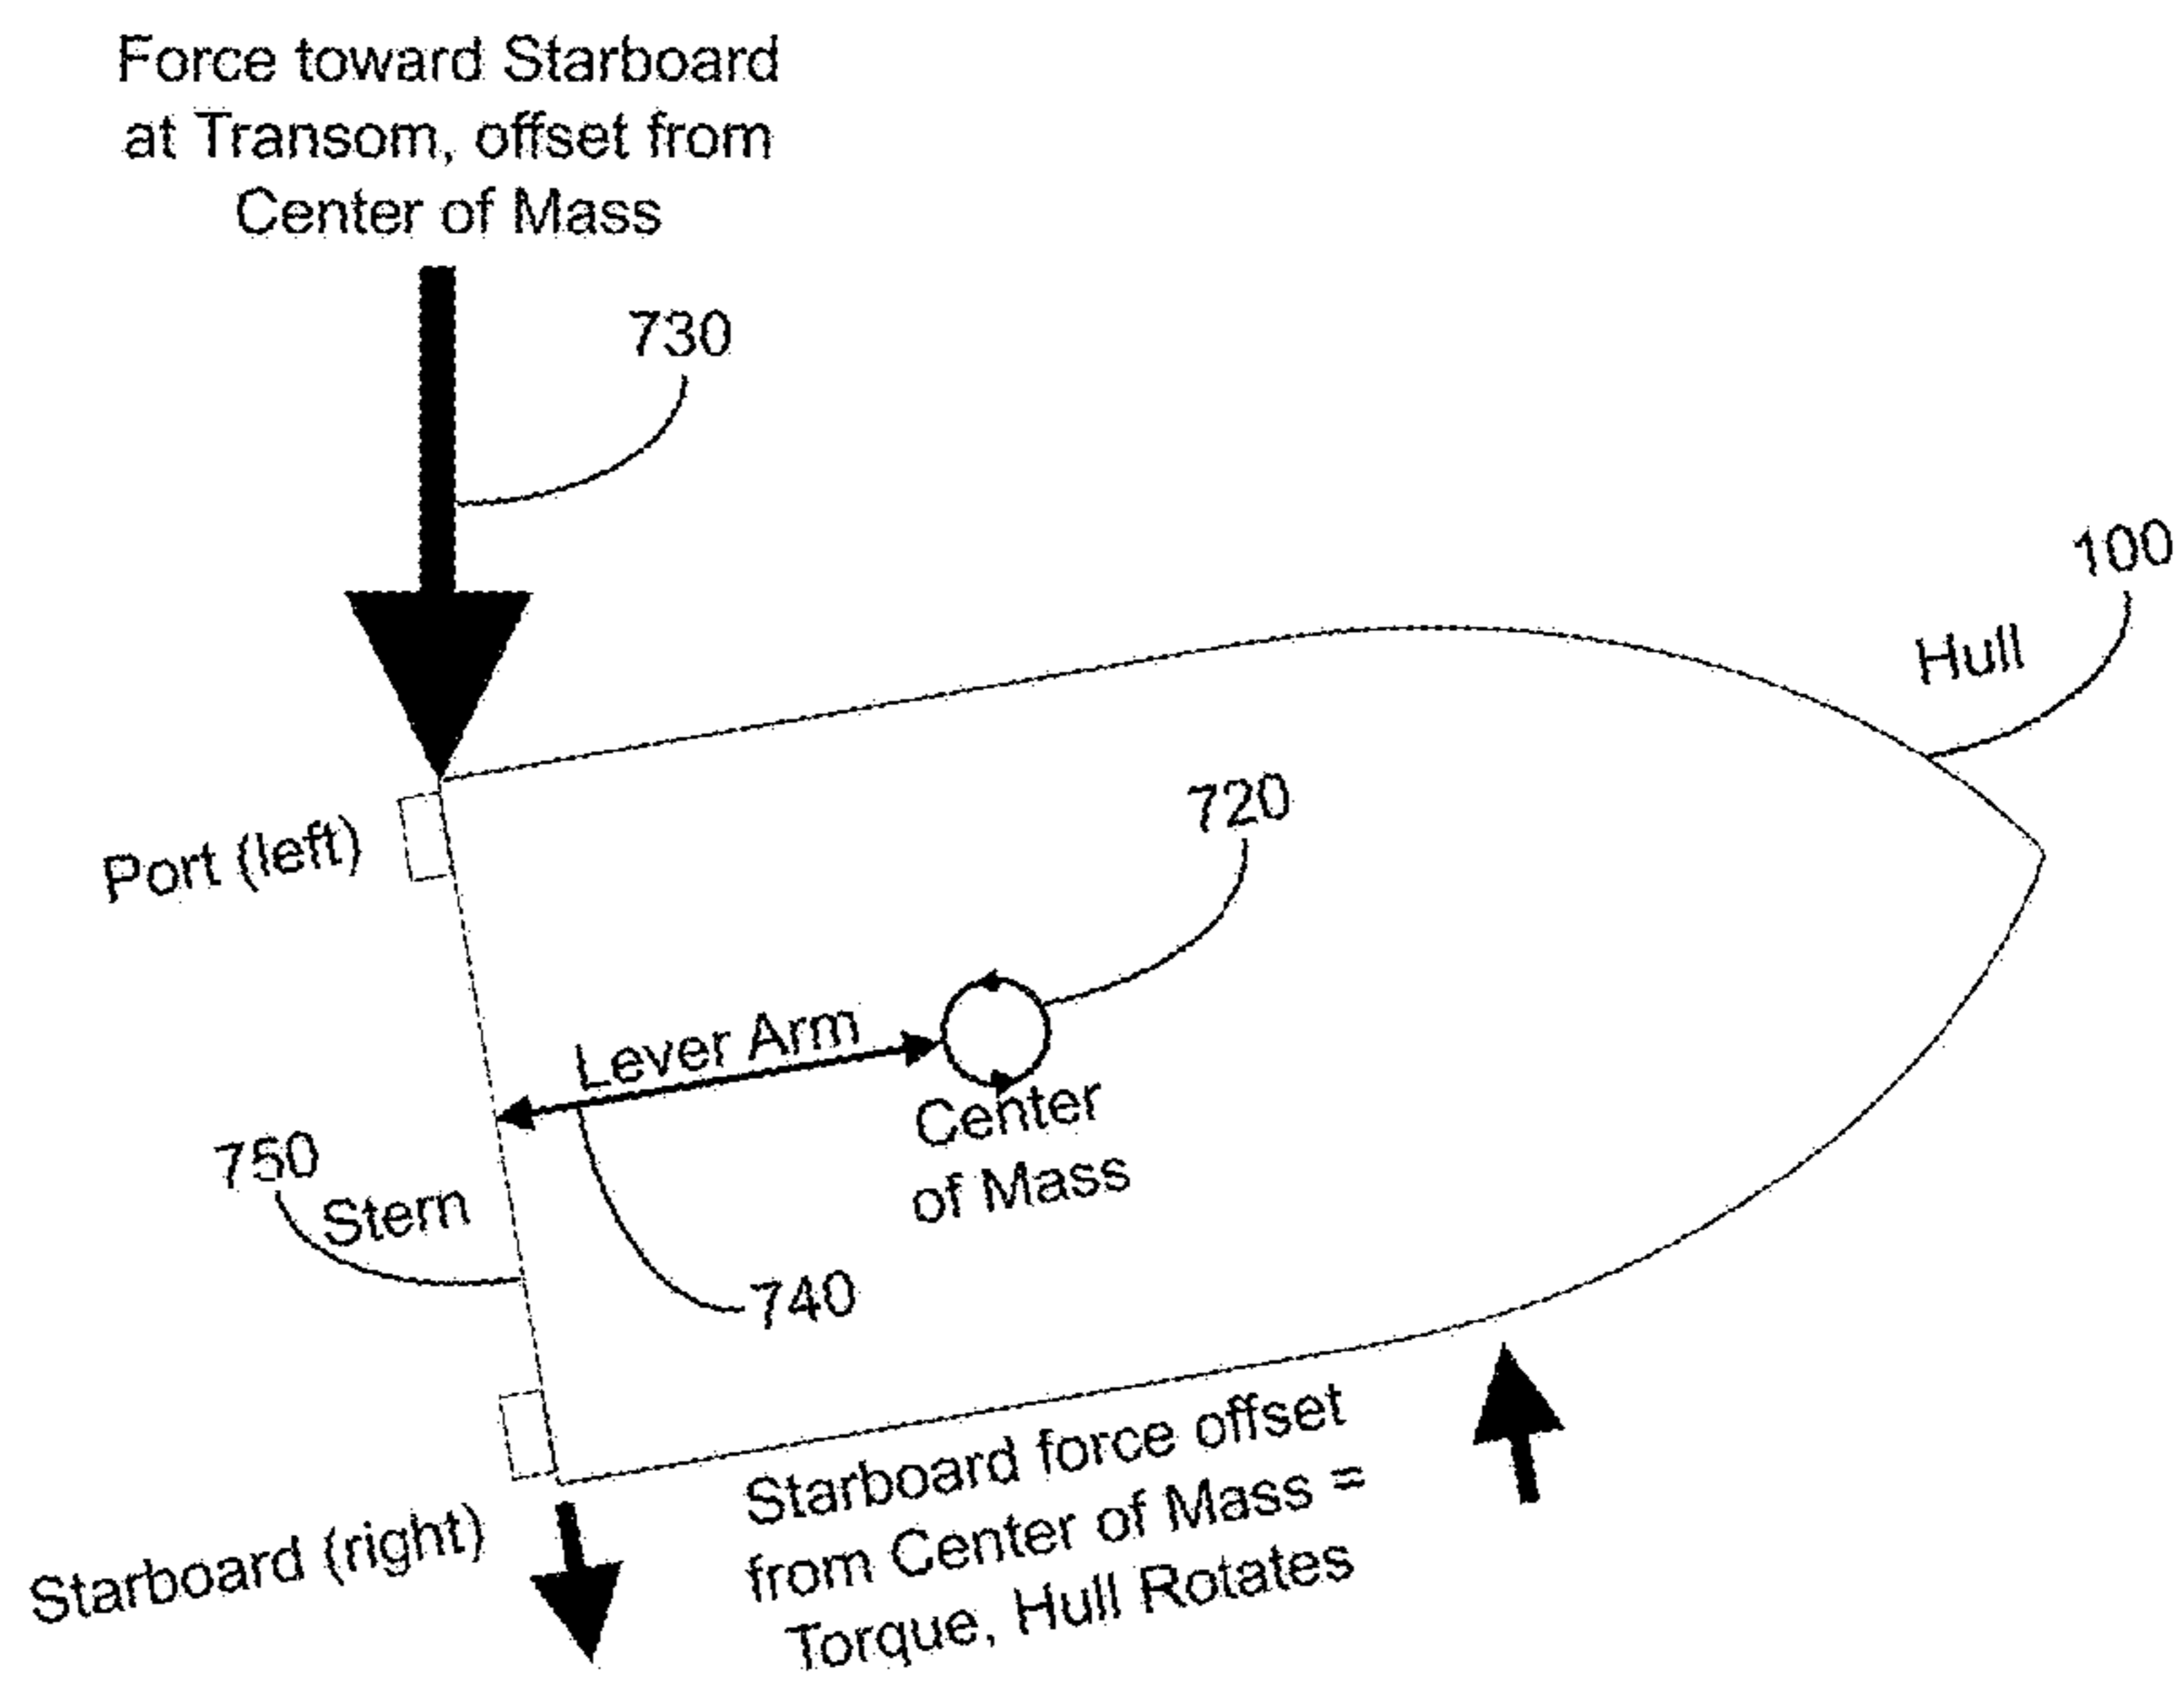 Force toward Starboard
at Transom, offset from
Center of Mass
730
100
Hull
720
Port (left)
Lever Arm
Center
of Mass
750
Stern
740
Starboard force offset
from Center of Mass =
Torque, Hull Rotates
Starboard (right)